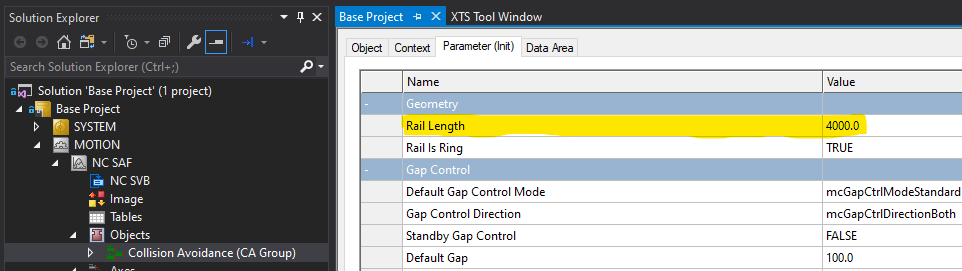 Solution Explorer
Search Solution Explorer (Ctrl+;)
Solution 'Base Project' (1 project)
Base Project
SYSTEM
MOTION
NC SAF
NC SVB
Image
Tables
Objects
Collision Avoidance (CA Group)
Base Project
XTS Tool Window
Object Context Parameter (Init) Data Area
Name Value
- Geometry
Rail Length 4000.0
Rail Is Ring TRUE
- Gap Control
Default Gap Control Mode mcGapCtrlModeStandard
Gap Control Direction mcGapCtrlDirectionBoth
Standby Gap Control FALSE
Default Gap 100.0